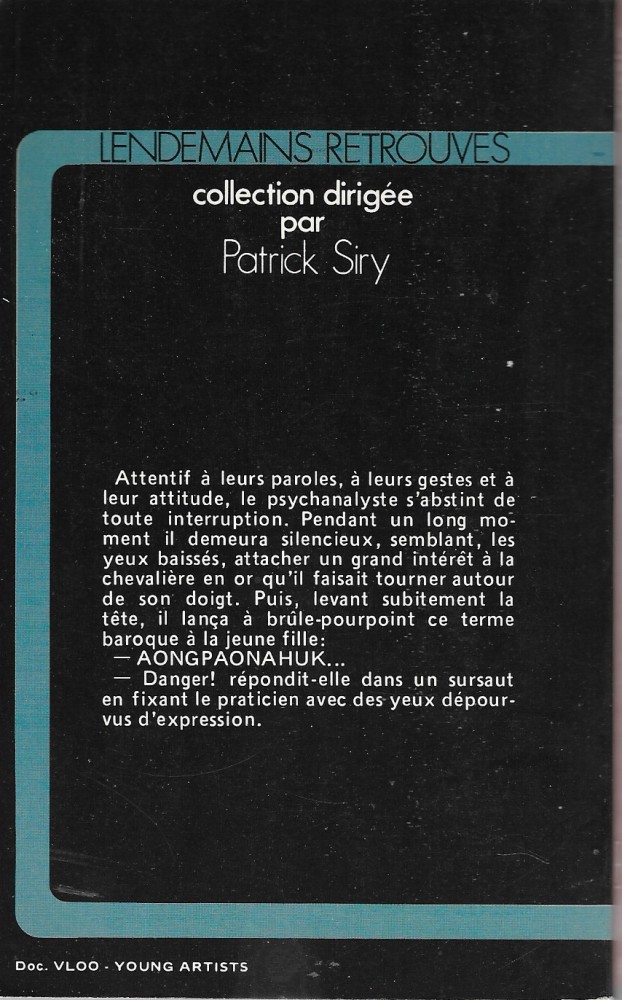 LENDEMAINS RETROUVES
collection dirigée
par
Patrick Siry
Attentif à leurs paroles, à leurs gestes et à
leur attitude, le psychanalyste s'abstint de
toute interruption. Pendant un long mo-
ment il demeura silencieux, semblant, les
yeux baissés, attacher un grand intérêt à la
chevalière en or qu'il faisait tourner autour
de son doigt. Puis, levant subitement la
tête, il lança à brûle-pourpoint ce terme
baroque à la jeune fille:
— AONGPAONAHUK...
— Danger! répondit-elle dans un sursaut
en fixant le praticien avec des yeux dépour-
vus d'expression.
Doc. VLOO - YOUNG ARTISTS